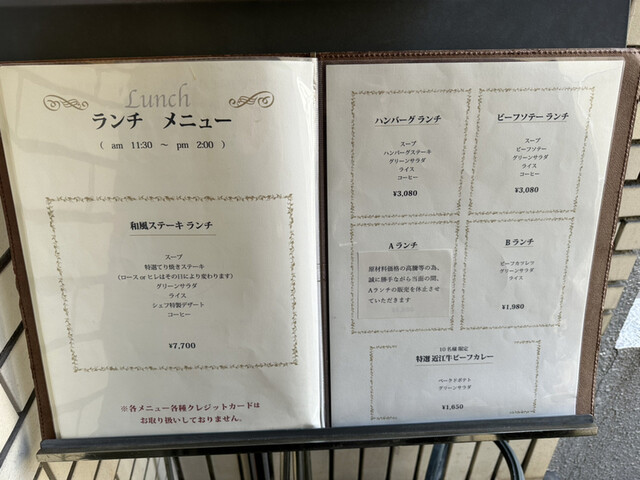 Lunch
ランチ メニュー
( am 11:30 ～ pm 2:00 )
和風ステーキ ランチ
スープ
特選てり焼きステーキ
(ロース or ヒレはその日により変わります)
グリーンサラダ
ライス
シェフ特製デザート
コーヒー
¥7,700
※各メニュー各種クレジットカードは
お取り扱いしておりません。
ハンバーグ ランチ
スープ
ハンバーグステーキ
グリーンサラダ
ライス
コーヒー
¥3,080
ビーフソテー ランチ
スープ
ビーフソテー
グリーンサラダ
ライス
コーヒー
¥3,080
A ランチ
原材料価格の高騰等の為、
誠に勝手ながら当面の間、
Aランチの販売を休止させ
ていただきます
B ランチ
ビーフカツレツ
グリーンサラダ
ライス
¥1,980
10名様 限定
特選 近江牛ビーフカレー
ベークドポテト
グリーンサラダ
¥1,650